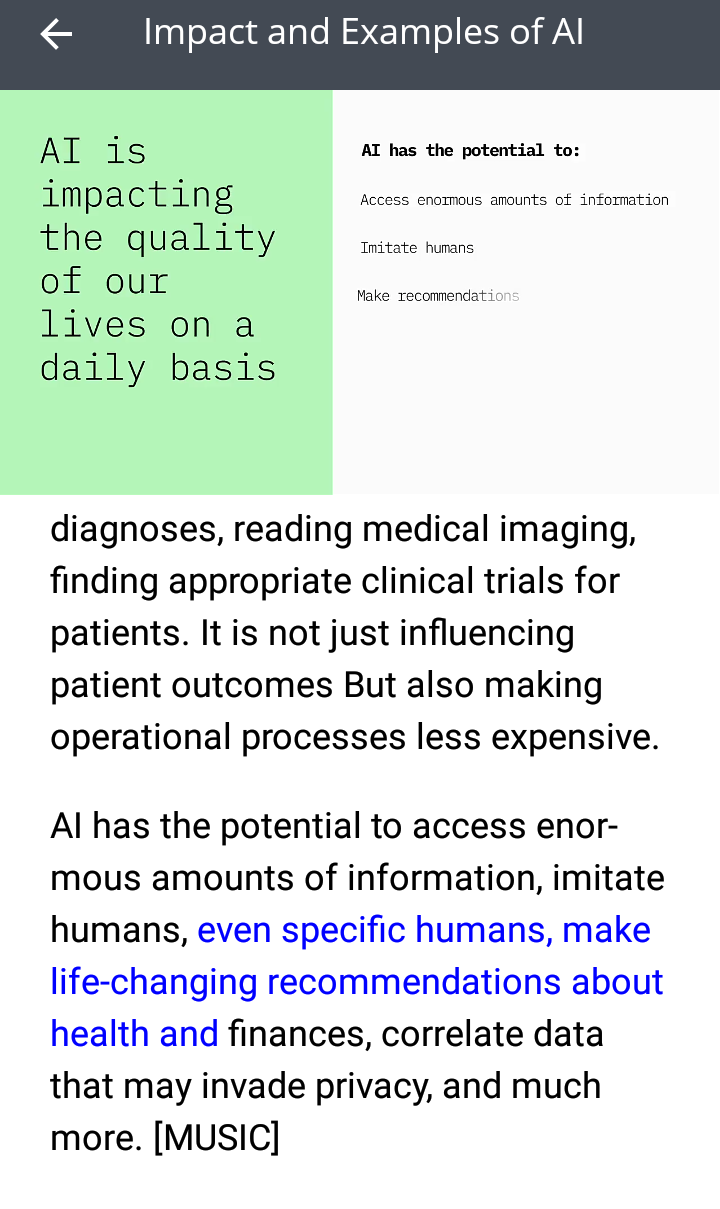 Impact and Examples of AI
AI is
impacting
the quality
of our
lives on a
daily basis
AI has the potential to:
Access enormous amounts of information
Imitate humans
Make recommendations
diagnoses, reading medical imaging,
finding appropriate clinical trials for
patients. It is not just influencing
patient outcomes But also making
operational processes less expensive.
AI has the potential to access enor-
mous amounts of information, imitate
humans, even specific humans, make
life-changing recommendations about
health and finances, correlate data
that may invade privacy, and much
more. [MUSIC]